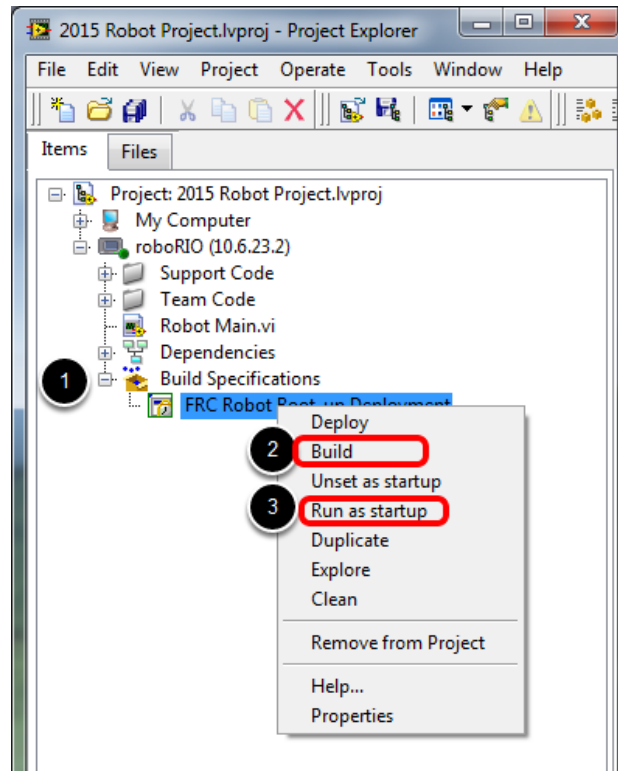 2015 Robot Project.lvproj - Project Explorer
File Edit View Project Operate Tools Window Help
Items Files
Project: 2015 Robot Project.lvproj
My Computer
roboRIO (10.6.23.2)
Support Code
Team Code
Robot Main.vi
Dependencies
1 Build Specifications
FRC Robot Boot-up Deployment
Deploy
2 Build
Unset as startup
3 Run as startup
Duplicate
Explore
Clean
Remove from Project
Help...
Properties